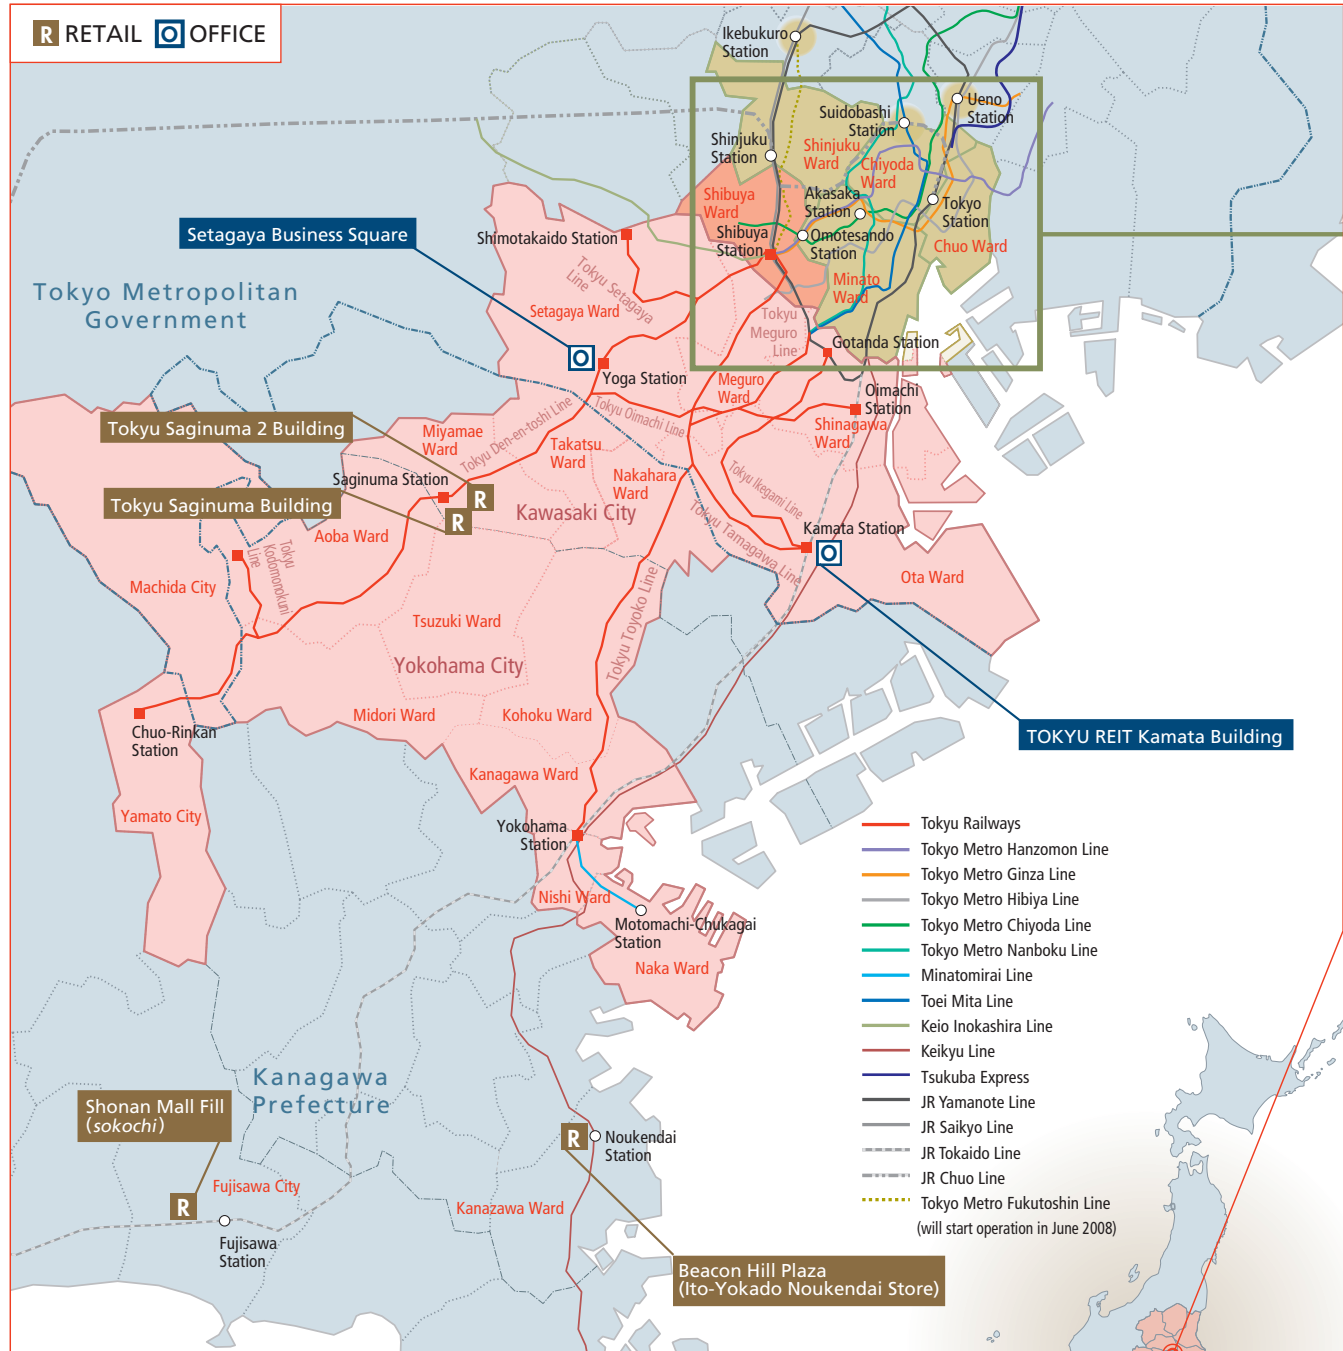 R RETAIL O OFFICE
Ikebukuro
Station
Ueno
Station
Suidobashi
Station
Shinjuku
Station
Shinjuku
Ward
Chiyoda
Ward
Shibuya
Ward
Akasaka
Station
Tokyo
Station
Shibuya
Station
Omotesando
Station
Chuo Ward
Minato
Ward
Setagaya Business Square
Shimotakaido Station
Tokyu Setagaya
Line
Tokyo Metropolitan
Government
Setagaya Ward
Tokyu
Meguro
Line
Gotanda Station
O
Yoga Station
Meguro
Ward
Oimachi
Station
Tokyu Saginuma 2 Building
Miyamae
Ward
Tokyu Den-en-toshi Line
Tokyu Oimachi Line
Takatsu
Ward
Shinagawa
Ward
Saginuma Station
Nakahara
Ward
Tokyu Ikegami Line
R
R
Tokyu Saginuma Building
Kawasaki City
Tokyu Tamagawa Line
Kamata Station
O
Aoba Ward
Tokyu
Kodomonokuni
Line
Machida City
Ota Ward
Tsuzuki Ward
Tokyu Toyoko Line
Yokohama City
Midori Ward
Kohoku Ward
Chuo-Rinkan
Station
TOKYU REIT Kamata Building
Kanagawa Ward
Yamato City
Yokohama
Station
Nishi Ward
Motomachi-Chukagai
Station
Naka Ward
Tokyu Railways
Tokyo Metro Hanzomon Line
Tokyo Metro Ginza Line
Tokyo Metro Hibiya Line
Tokyo Metro Chiyoda Line
Tokyo Metro Nanboku Line
Minatomirai Line
Toei Mita Line
Keio Inokashira Line
Keikyu Line
Tsukuba Express
JR Yamanote Line
JR Saikyo Line
JR Tokaido Line
JR Chuo Line
Tokyo Metro Fukutoshin Line
(will start operation in June 2008)
Kanagawa
Prefecture
Shonan Mall Fill
(sokochi)
R
Noukendai
Station
Fujisawa City
R
Kanazawa Ward
Fujisawa
Station
Beacon Hill Plaza
(Ito-Yokado Noukendai Store)